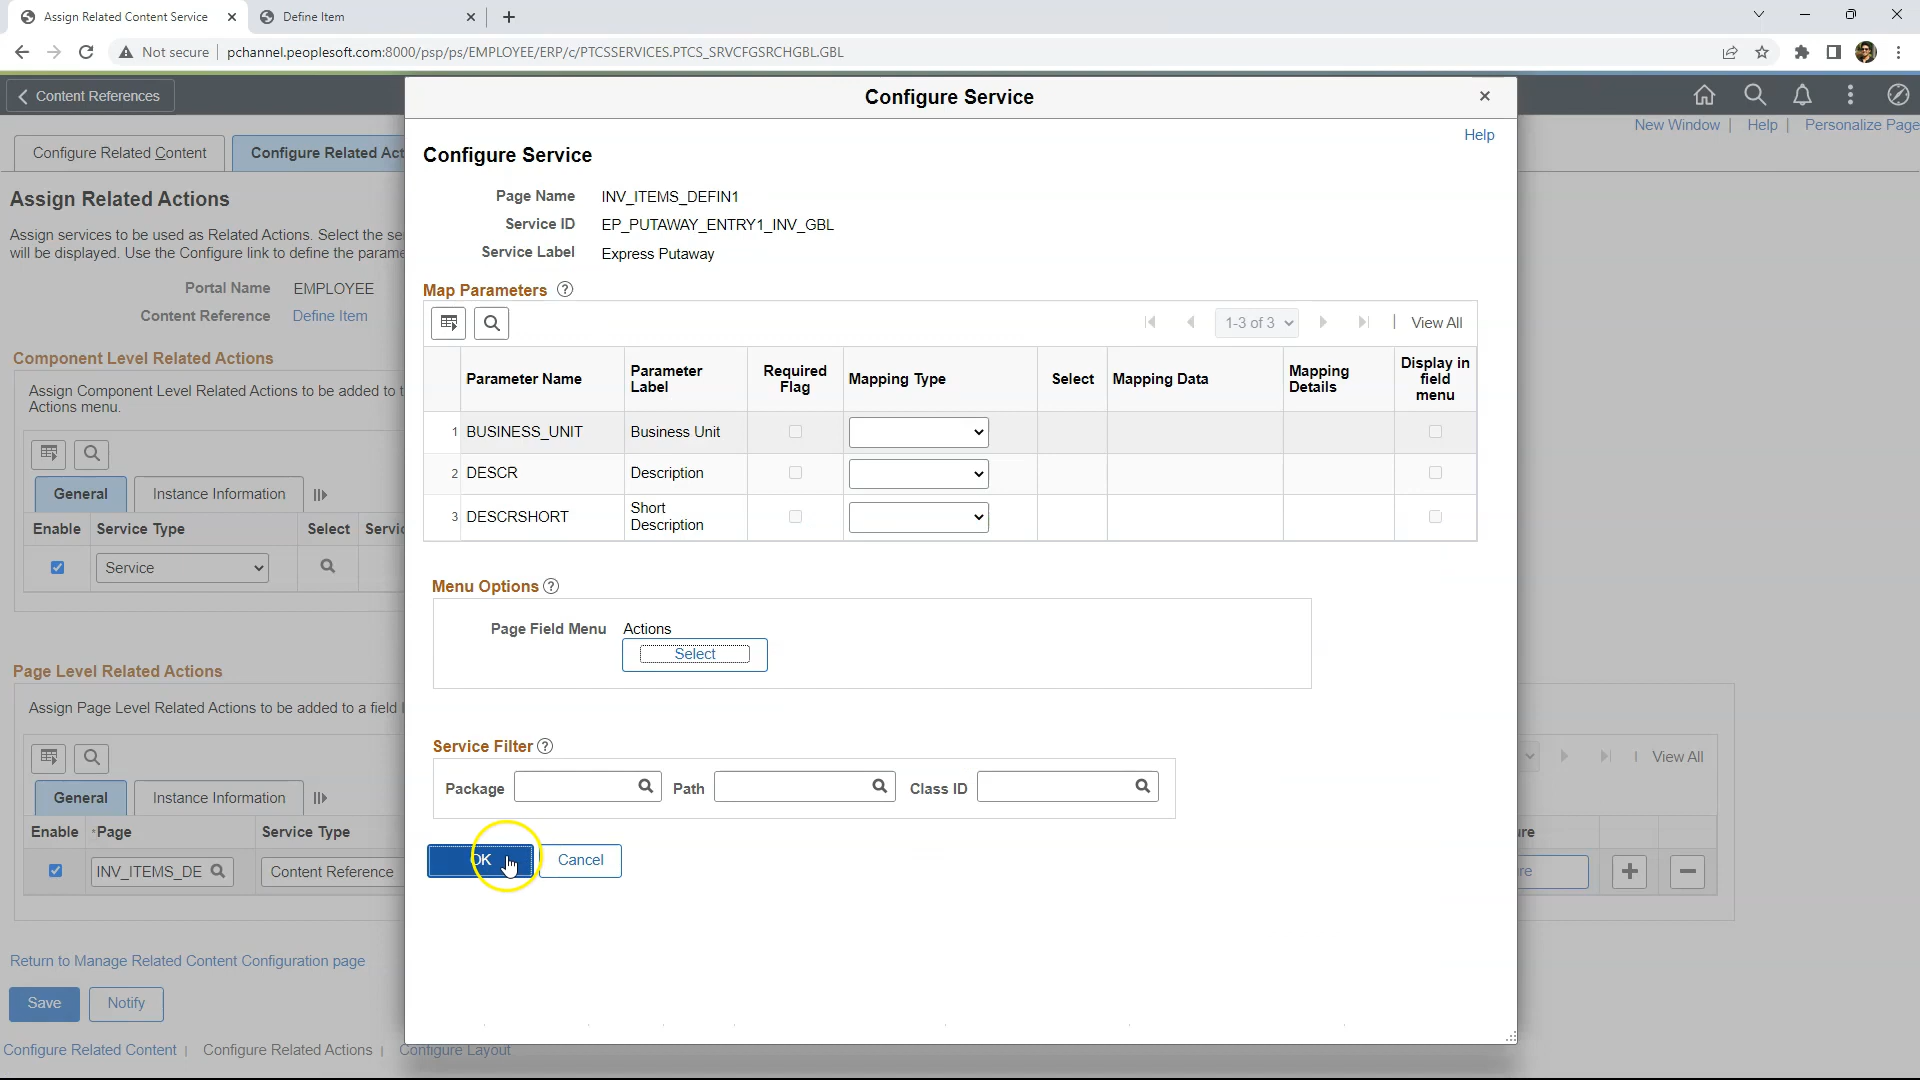 Assign Related Content Service
Define Item
Not secure
pchannel.peoplesoft.com:8000/psp/ps/EMPLOYEE/ERP/c/PTCSSERVICES.PTCS_SRVCFGSRCHGBL.GBL
Content References
Configure Service
New Window | Help | Personalize Page
Help
Configure Related Content
Configure Related Act
Configure Service
Page Name INV_ITEMS_DEFIN1
Service ID EP_PUTAWAY_ENTRY1_INV_GBL
Service Label Express Putaway
Assign Related Actions
Assign services to be used as Related Actions. Select the se
will be displayed. Use the Configure link to define the parame
Portal Name EMPLOYEE
Content Reference Define Item
Map Parameters
1-3 of 3 | View All
Parameter Name
Parameter Label
Required Flag
Mapping Type
Select
Mapping Data
Mapping Details
Display in field menu
1 BUSINESS_UNIT Business Unit
2 DESCR Description
3 DESCRSHORT Short Description
Component Level Related Actions
Assign Component Level Related Actions to be added to t
Actions menu.
General Instance Information
Enable Service Type Select Servic
Service
Menu Options
Page Field Menu Actions
Select
Page Level Related Actions
Assign Page Level Related Actions to be added to a field l
Service Filter
Package
Path
Class ID
View All
General Instance Information
Enable *Page Service Type
INV_ITEMS_DE Content Reference
re
ure
OK Cancel
Return to Manage Related Content Configuration page
Save Notify
Configure Related Content | Configure Related Actions | Configure Layout